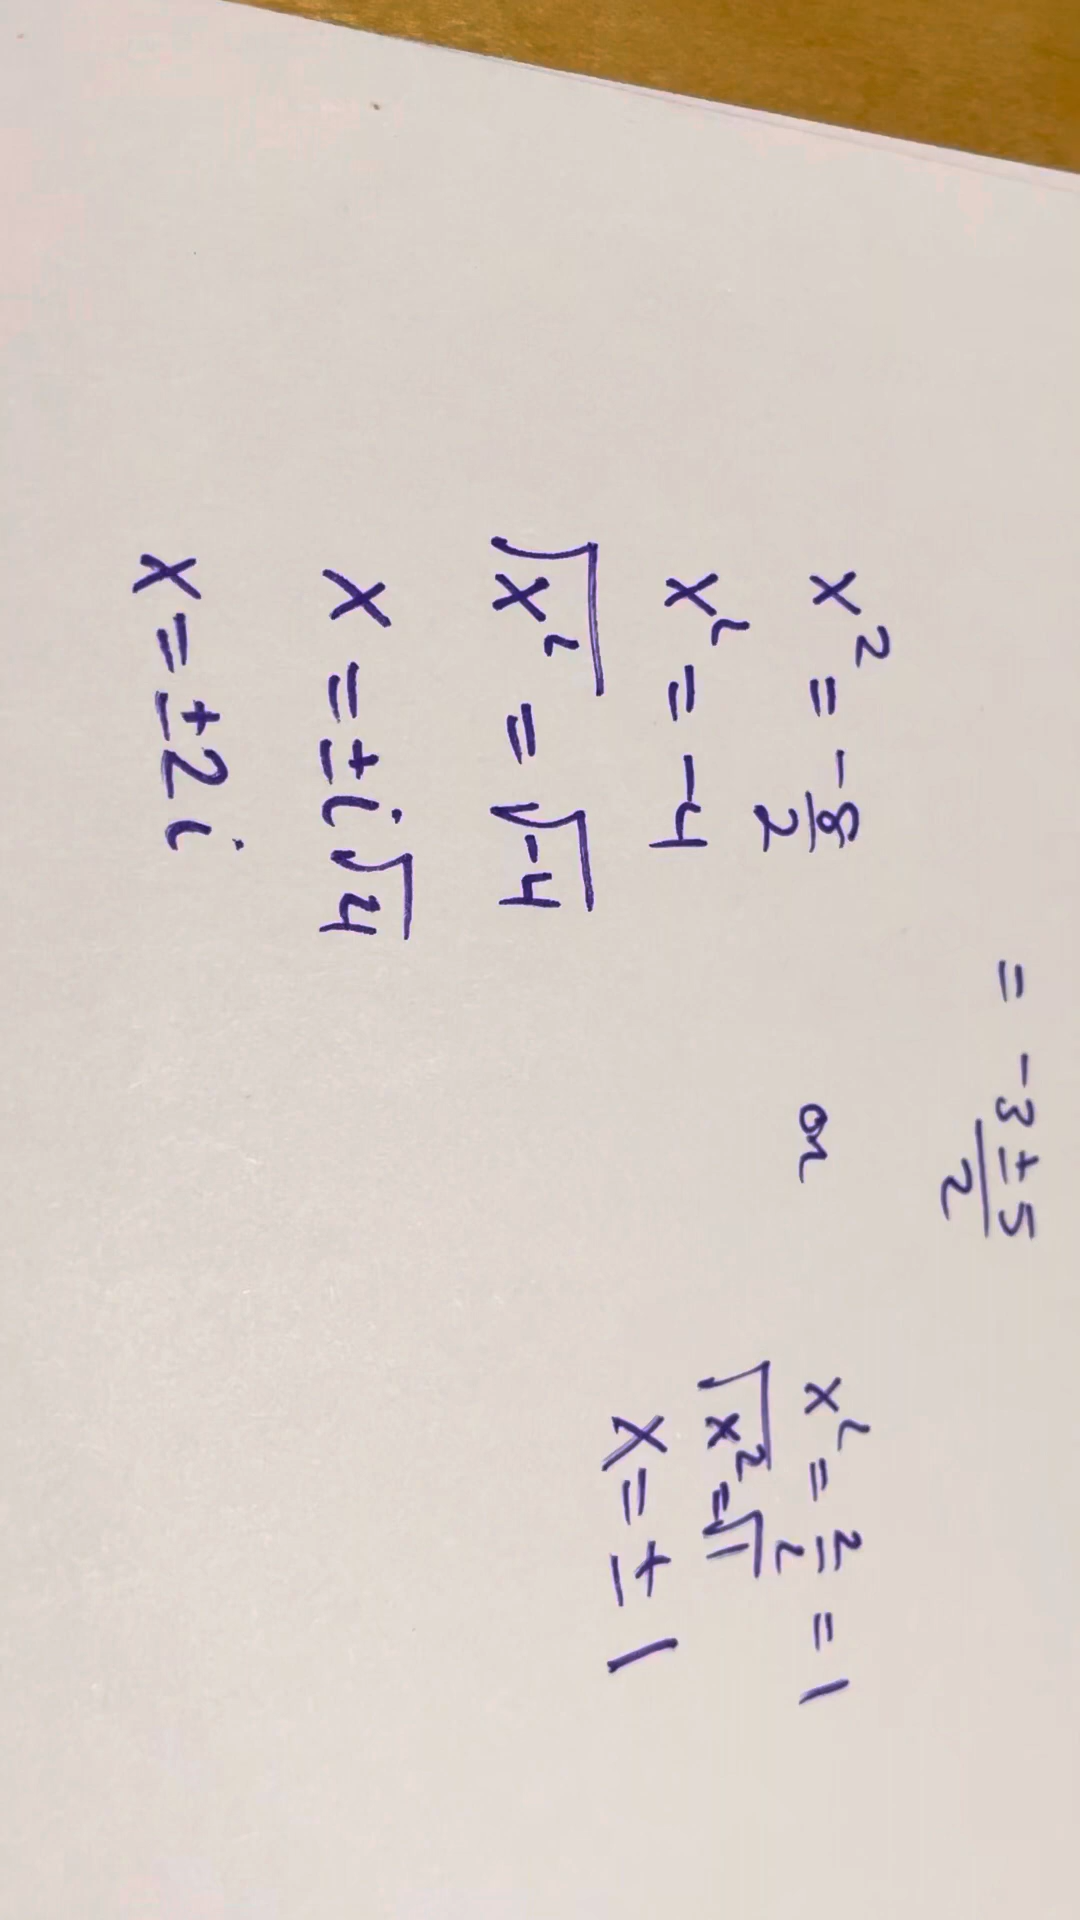 = (-3 ± 5)/2
x² = -8/2 or x² = 2/2 = 1
x² = -4 √x² = √1
√x² = √-4 x = ± 1
x = ± i√4
x = ± 2i